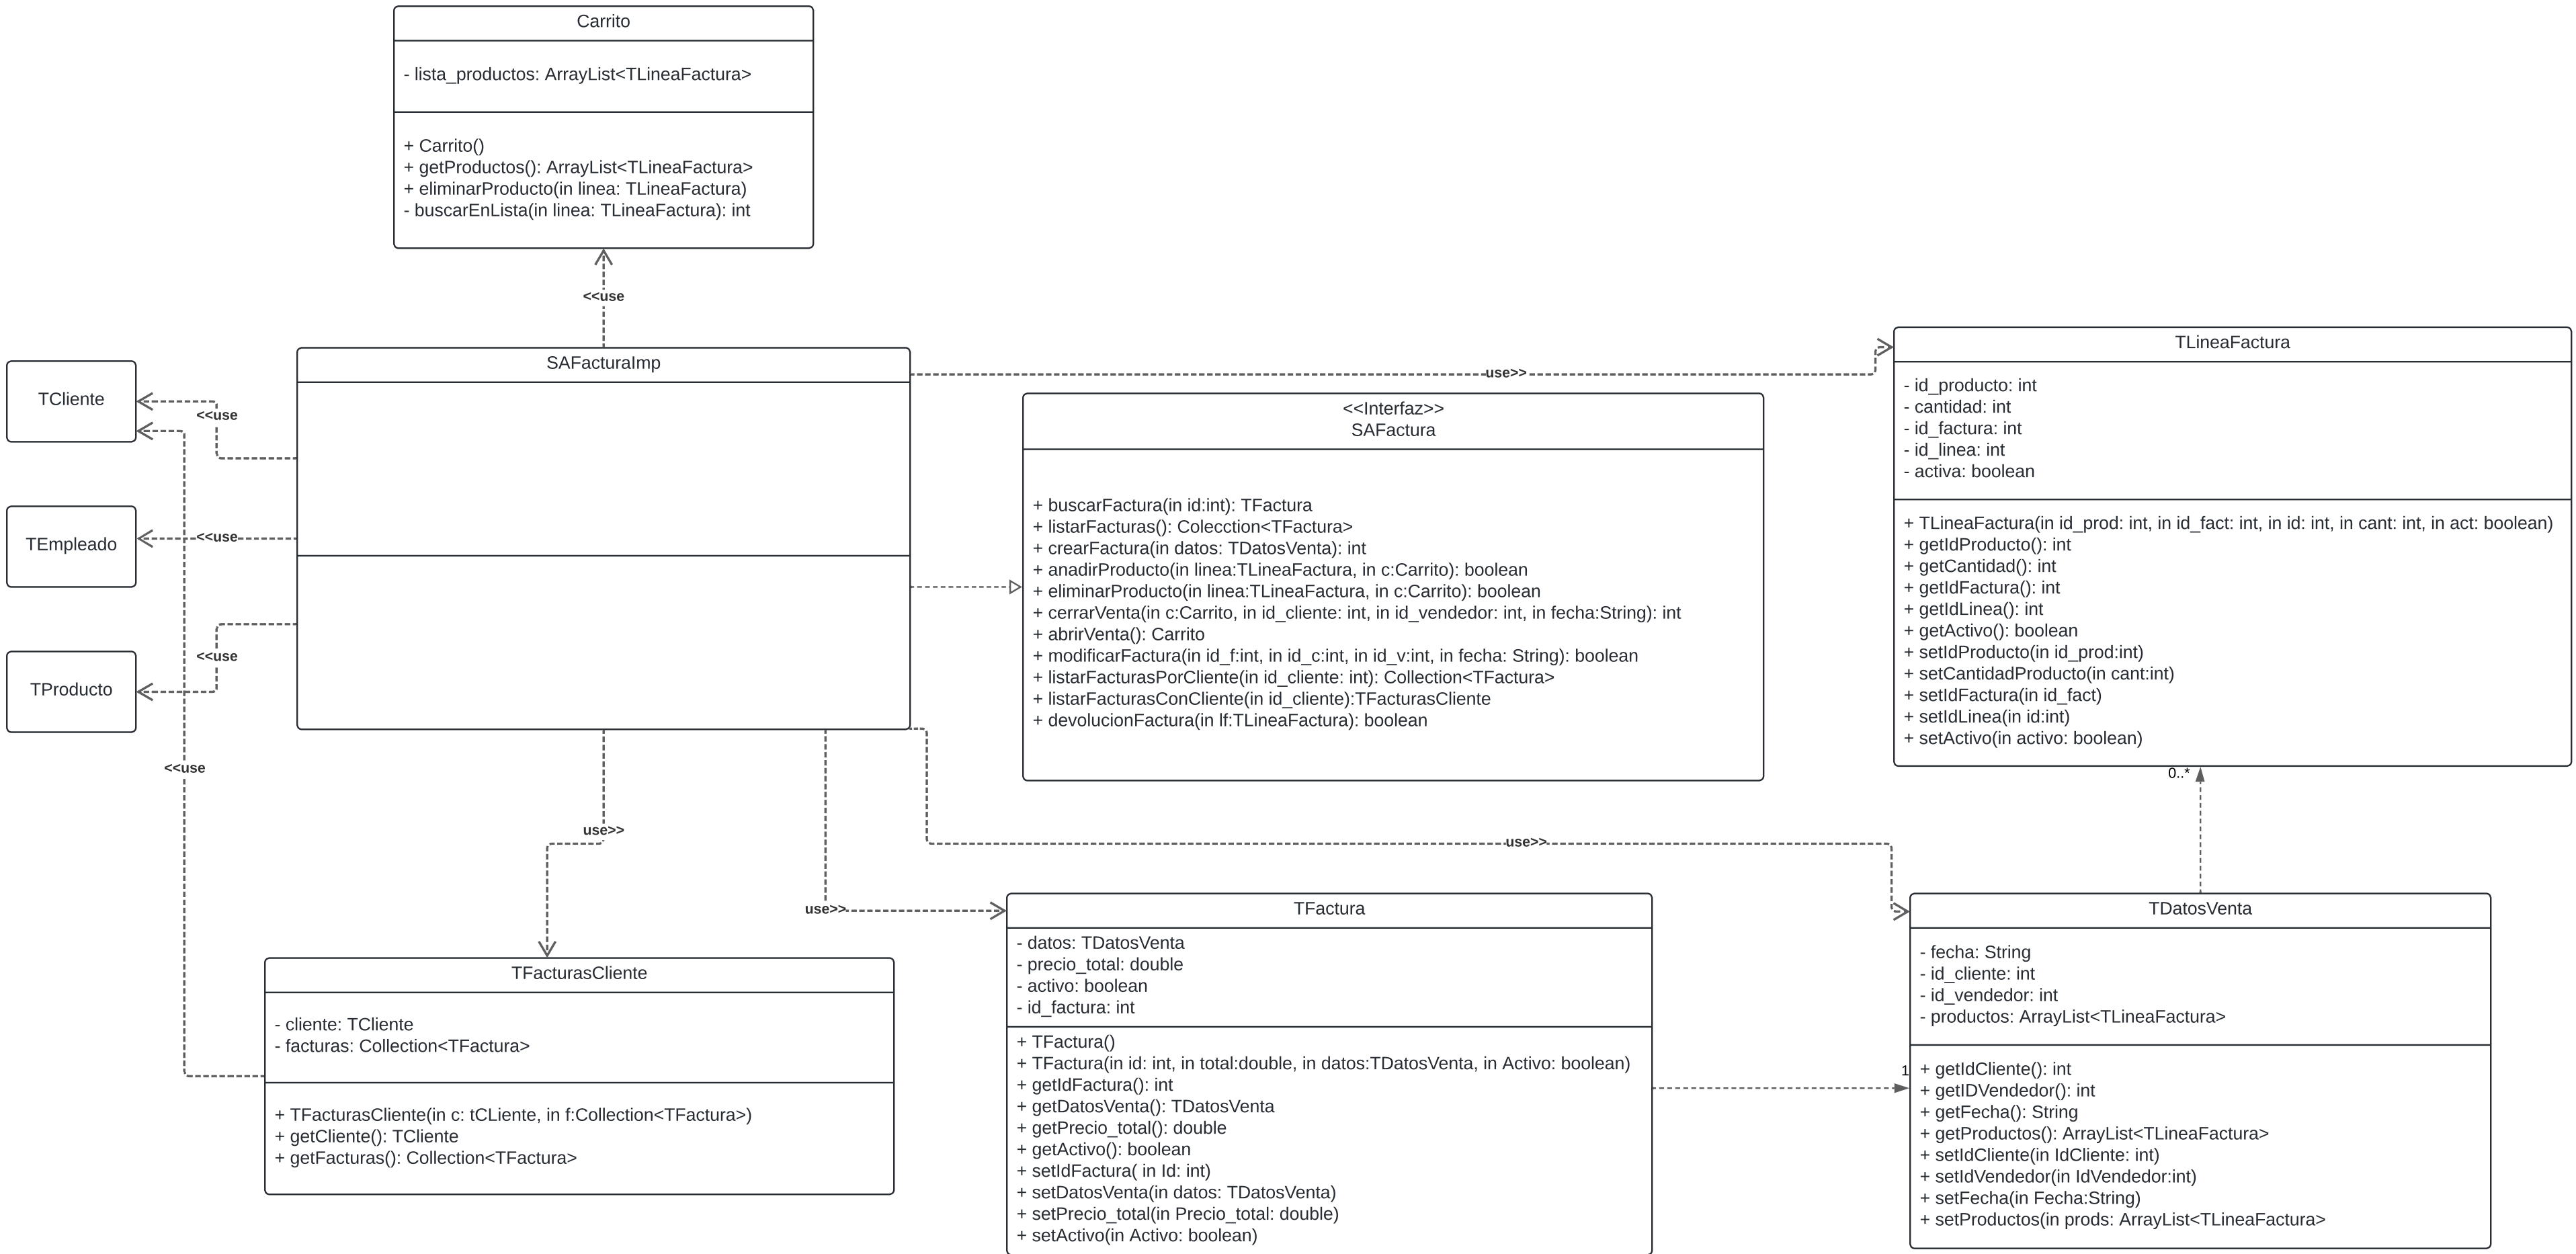 Carrito
- lista_productos: ArrayList<TLineaFactura>
+ Carrito()
+ getProductos(): ArrayList<TLineaFactura>
+ eliminarProducto(in linea: TLineaFactura)
- buscarEnLista(in linea: TLineaFactura): int
<<use
TCliente
<<use
TEmpleado
<<use
TProducto
<<use
<<use
SAFacturaImp
use>>
<<Interfaz>>
SAFactura
+ buscarFactura(in id:int): TFactura
+ listarFacturas(): Colecction<TFactura>
+ crearFactura(in datos: TDatosVenta): int
+ anadirProducto(in linea:TLineaFactura, in c:Carrito): boolean
+ eliminarProducto(in linea:TLineaFactura, in c:Carrito): boolean
+ cerrarVenta(in c:Carrito, in id_cliente: int, in id_vendedor: int, in fecha:String): int
+ abrirVenta(): Carrito
+ modificarFactura(in id_f:int, in id_c:int, in id_v:int, in fecha: String): boolean
+ listarFacturasPorCliente(in id_cliente: int): Collection<TFactura>
+ listarFacturasConCliente(in id_cliente):TFacturasCliente
+ devolucionFactura(in lf:TLineaFactura): boolean
TLineaFactura
- id_producto: int
- cantidad: int
- id_factura: int
- id_linea: int
- activa: boolean
+ TLineaFactura(in id_prod: int, in id_fact: int, in id: int, in cant: int, in act: boolean)
+ getIdProducto(): int
+ getCantidad(): int
+ getIdFactura(): int
+ getIdLinea(): int
+ getActivo(): boolean
+ setIdProducto(in id_prod:int)
+ setCantidadProducto(in cant:int)
+ setIdFactura(in id_fact)
+ setIdLinea(in id:int)
+ setActivo(in activo: boolean)
0..*
use>>
use>>
use>>
TFacturasCliente
- cliente: TCliente
- facturas: Collection<TFactura>
+ TFacturasCliente(in c: tCLiente, in f:Collection<TFactura>)
+ getCliente(): TCliente
+ getFacturas(): Collection<TFactura>
TFactura
- datos: TDatosVenta
- precio_total: double
- activo: boolean
- id_factura: int
+ TFactura()
+ TFactura(in id: int, in total:double, in datos:TDatosVenta, in Activo: boolean)
+ getIdFactura(): int
+ getDatosVenta(): TDatosVenta
+ getPrecio_total(): double
+ getActivo(): boolean
+ setIdFactura( in Id: int)
+ setDatosVenta(in datos: TDatosVenta)
+ setPrecio_total(in Precio_total: double)
+ setActivo(in Activo: boolean)
1
TDatosVenta
- fecha: String
- id_cliente: int
- id_vendedor: int
- productos: ArrayList<TLineaFactura>
+ getIdCliente(): int
+ getIDVendedor(): int
+ getFecha(): String
+ getProductos(): ArrayList<TLineaFactura>
+ setIdCliente(in IdCliente: int)
+ setIdVendedor(in IdVendedor:int)
+ setFecha(in Fecha:String)
+ setProductos(in prods: ArrayList<TLineaFactura>